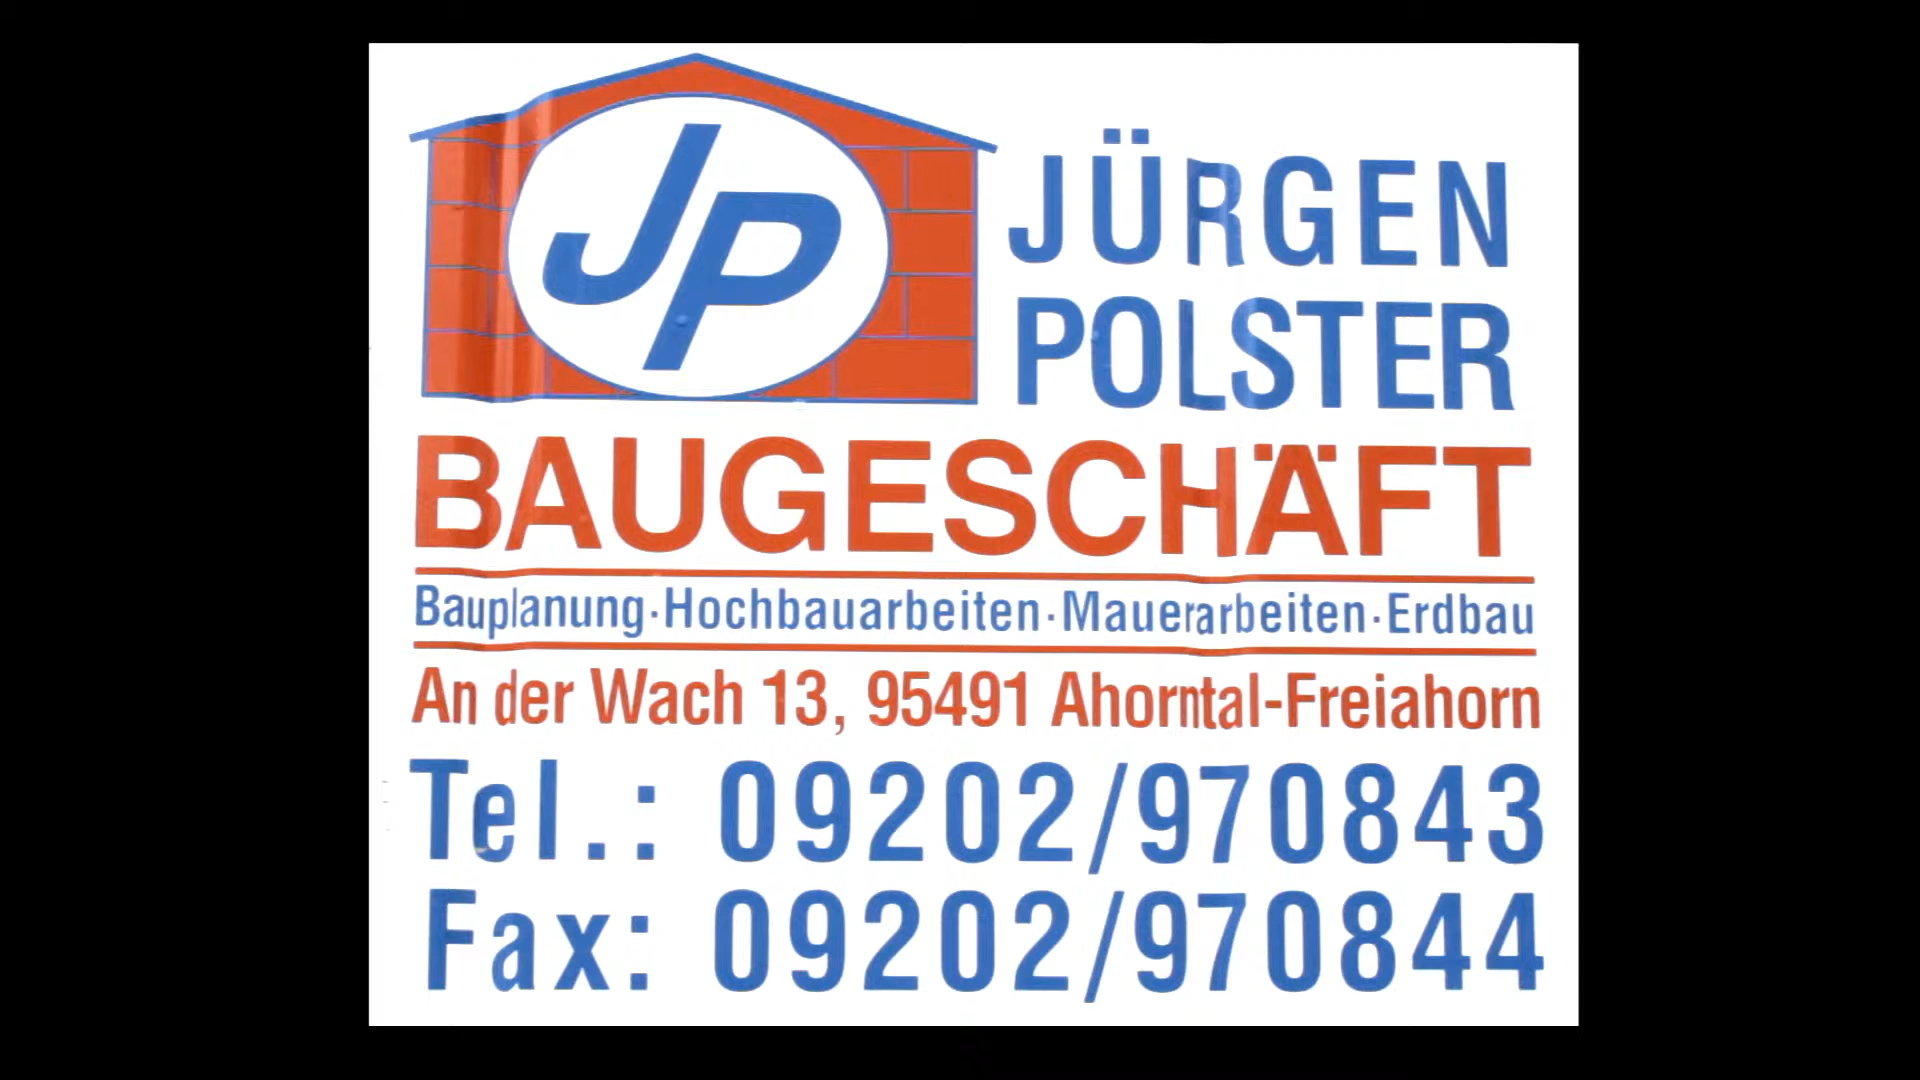 JP
JÜRGEN
POLSTER
BAUGESCHÄFT
Bauplanung·Hochbauarbeiten·Mauerarbeiten·Erdbau
An der Wach 13, 95491 Ahorntal-Freiahorn
Tel.: 09202/970843
Fax: 09202/970844